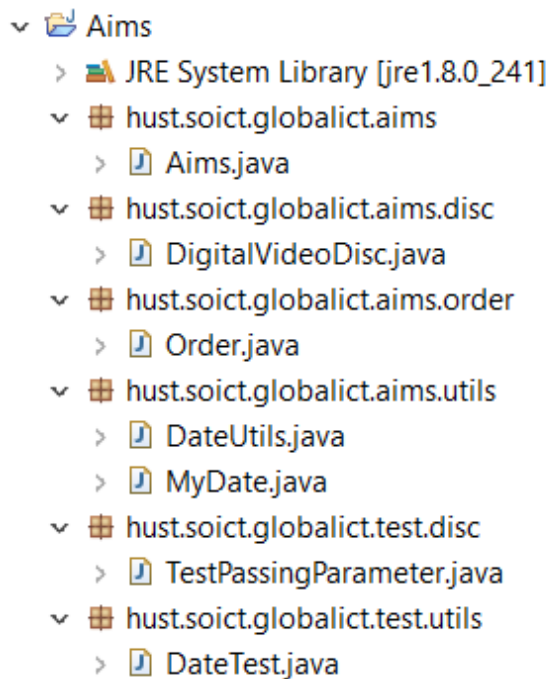 Aims
JRE System Library [jre1.8.0_241]
hust.soict.globalict.aims
Aims.java
hust.soict.globalict.aims.disc
DigitalVideoDisc.java
hust.soict.globalict.aims.order
Order.java
hust.soict.globalict.aims.utils
DateUtils.java
MyDate.java
hust.soict.globalict.test.disc
TestPassingParameter.java
hust.soict.globalict.test.utils
DateTest.java